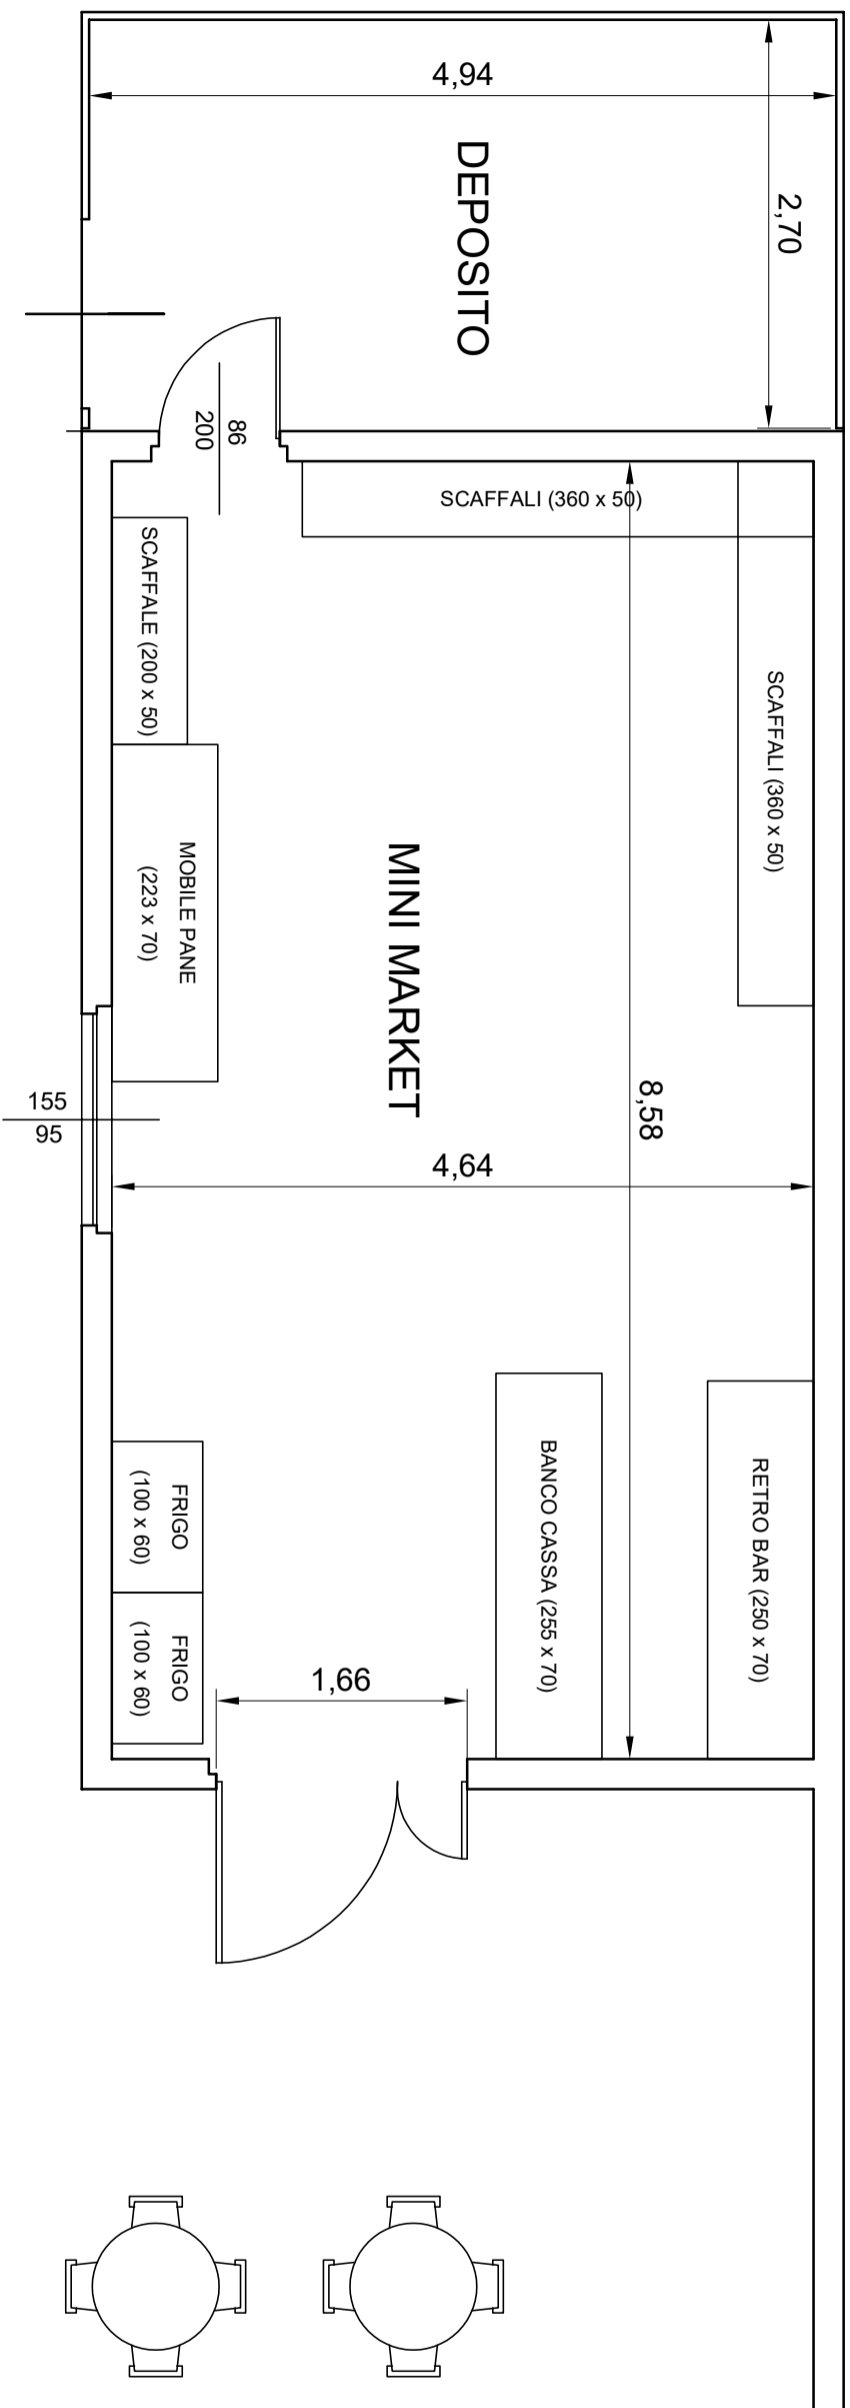 4,94
2,70
DEPOSITO
86
200
SCAFFALI (360 x 50)
SCAFFALE (200 x 50)
SCAFFALI (360 x 50)
MOBILE PANE
(223 x 70)
MINI MARKET
8,58
155
95
4,64
FRIGO
(100 x 60)
BANCO CASSA (255 x 70)
RETRO BAR (250 x 70)
FRIGO
(100 x 60)
1,66